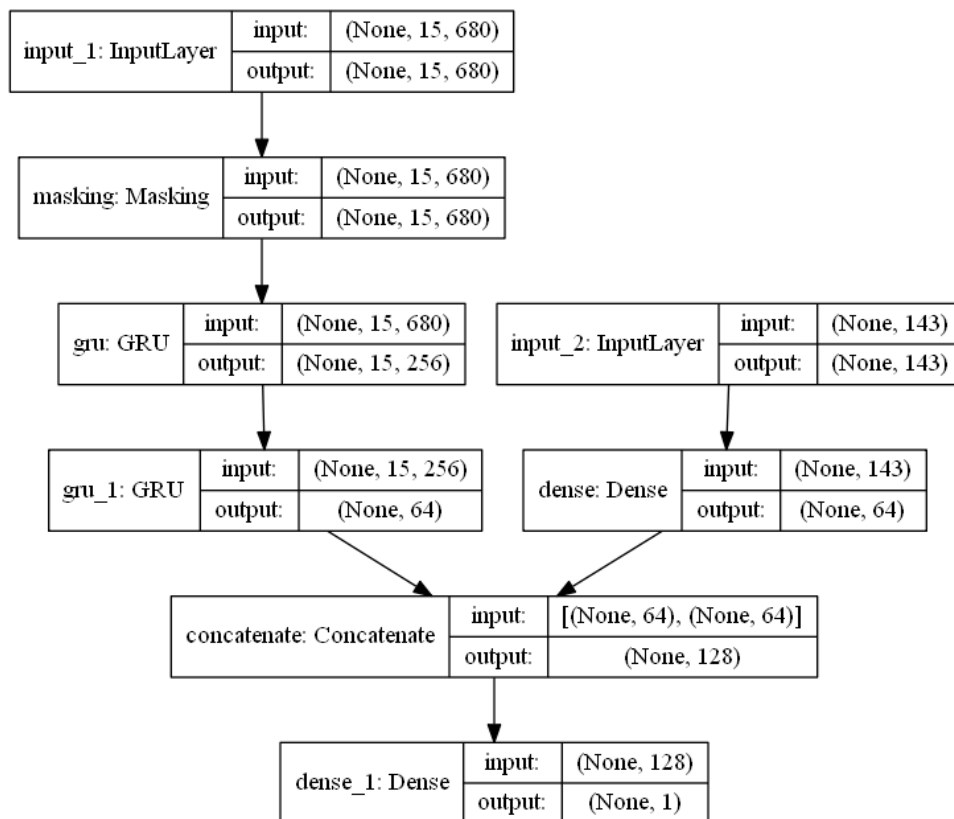 input_1: InputLayer
input: (None, 15, 680)
output: (None, 15, 680)
masking: Masking
input: (None, 15, 680)
output: (None, 15, 680)
gru: GRU
input: (None, 15, 680)
output: (None, 15, 256)
input_2: InputLayer
input: (None, 143)
output: (None, 143)
gru_1: GRU
input: (None, 15, 256)
output: (None, 64)
dense: Dense
input: (None, 143)
output: (None, 64)
concatenate: Concatenate
input: [(None, 64), (None, 64)]
output: (None, 128)
dense_1: Dense
input: (None, 128)
output: (None, 1)